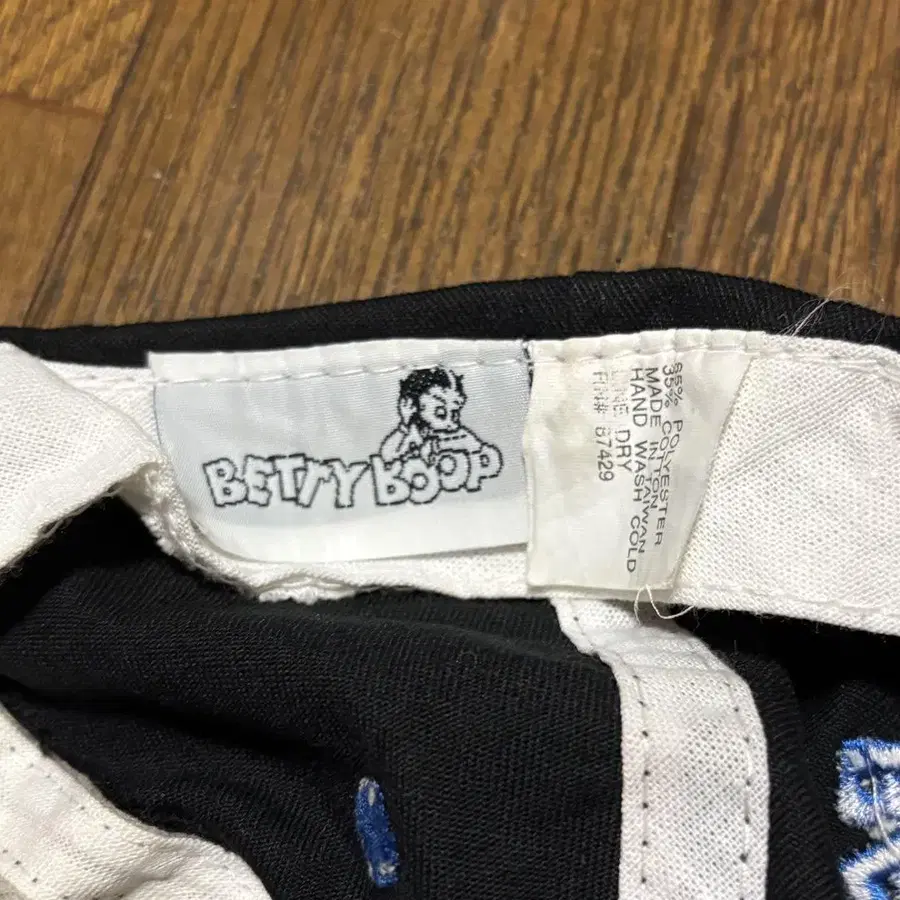 BETTY BOOP
65% POLYESTER
35% COTTON
MADE IN TAIWAN
HAND WASH COLD
LINE DRY
RN# 87429